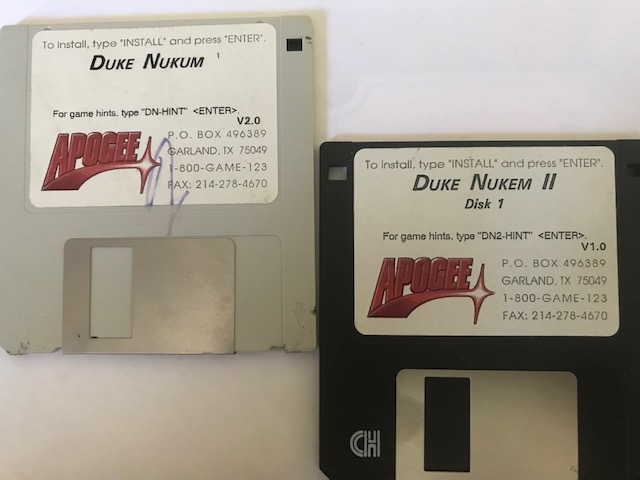 To install, type "INSTALL" and press "ENTER".
DUKE NUKUM
For game hints, type "DN-HINT" <ENTER>.
V2.0
APOGEE
P.O. BOX 496389
GARLAND, TX 75049
1-800-GAME-123
FAX: 214-278-4670
To install, type "INSTALL" and press "ENTER".
DUKE NUKEM II
Disk 1
For game hints, type "DN2-HINT" <ENTER>.
V1.0
APOGEE
P.O. BOX 496389
GARLAND, TX 75049
1-800-GAME-123
FAX: 214-278-4670